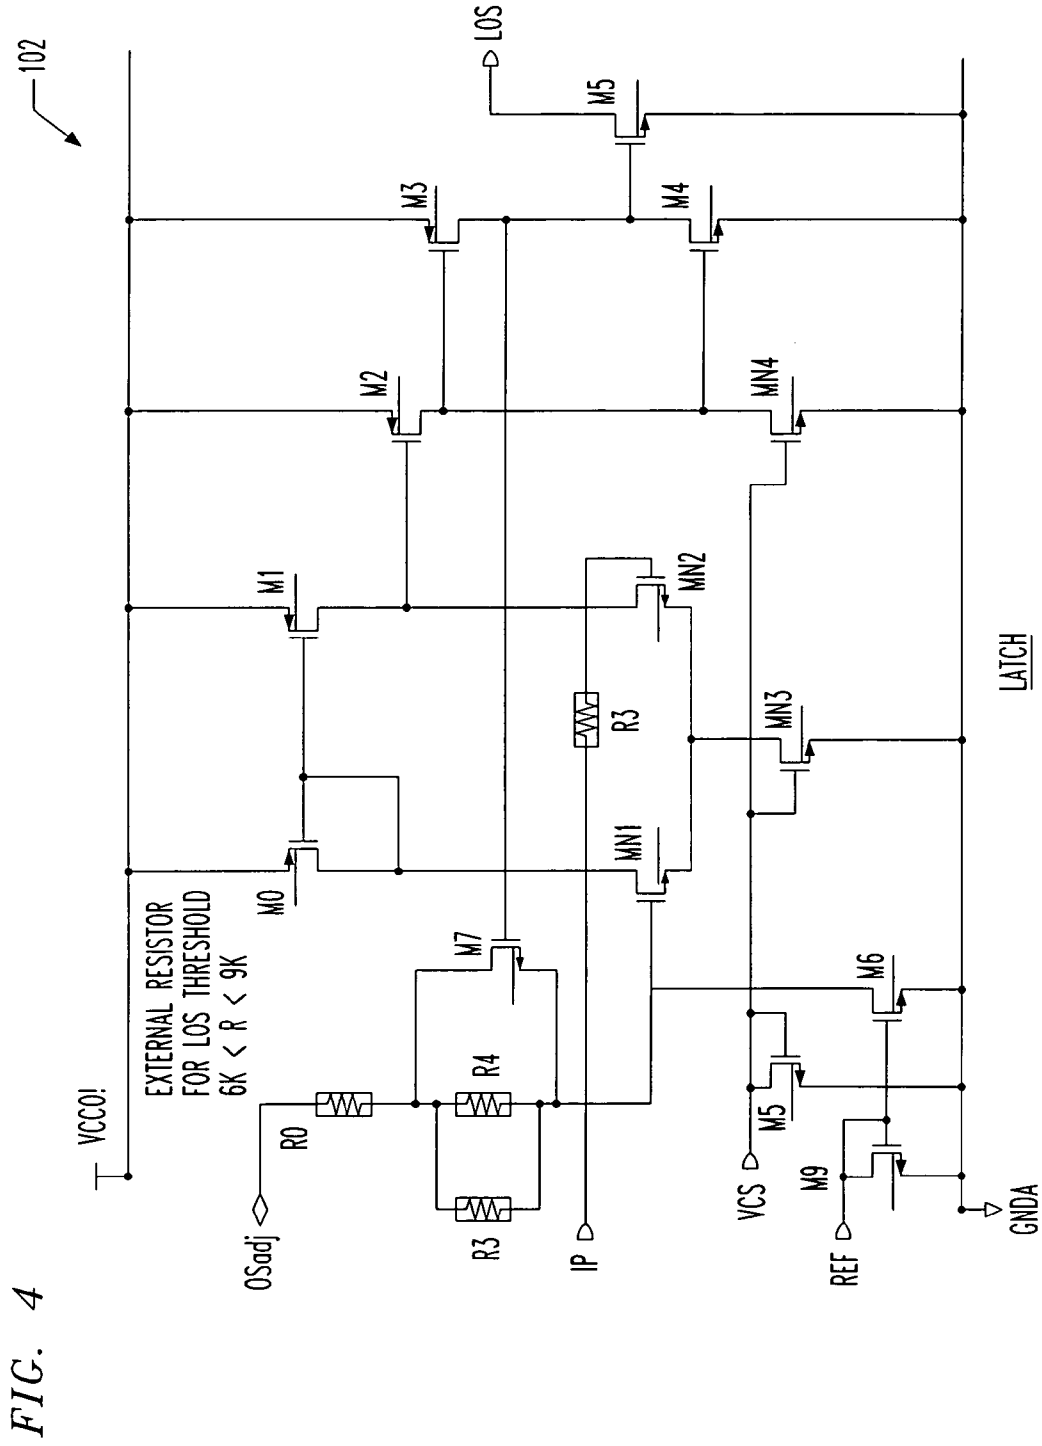 FIG. 4
102
VCCO!
EXTERNAL RESISTOR
FOR LOS THRESHOLD
6K < R < 9K
OSadj
R0
R3
R4
M7
M0
M1
M2
M3
LOS
M5
IP
R3
MN1
MN2
M4
MN4
MN3
VCS
M5
M6
REF
M9
GNDA
LATCH